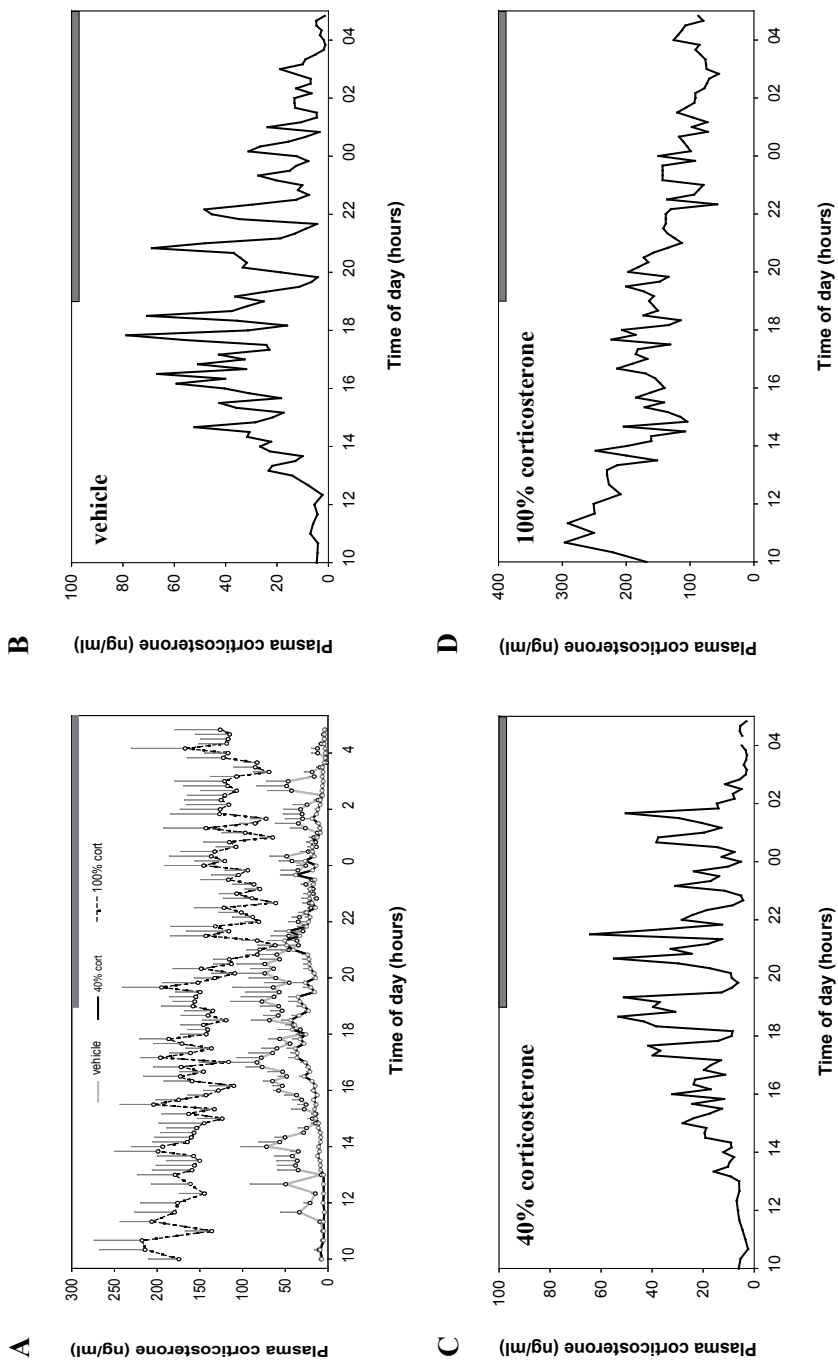 A
Plasma corticosterone (ng/ml)
300
250
200
150
100
50
0
vehicle 40% cort 100% cort
10 12 14 16 18 20 22 0 2 4
Time of day (hours)
B
Plasma corticosterone (ng/ml)
100
80
60
40
20
0
vehicle
10 12 14 16 18 20 22 00 02 04
Time of day (hours)
C
Plasma corticosterone (ng/ml)
100
80
60
40
20
0
40% corticosterone
10 12 14 16 18 20 22 00 02 04
Time of day (hours)
D
Plasma corticosterone (ng/ml)
400
300
200
100
0
100% corticosterone
10 12 14 16 18 20 22 00 02 04
Time of day (hours)